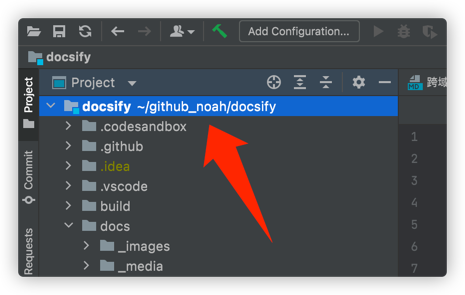 Add Configuration...
docsify
Project
Project
MD 跨域
docsify ~/github_noah/docsify
.codesandbox
1
.github
2
.idea
3
Commit
.vscode
4
build
5
docs
6
_images
Requests
_media
7